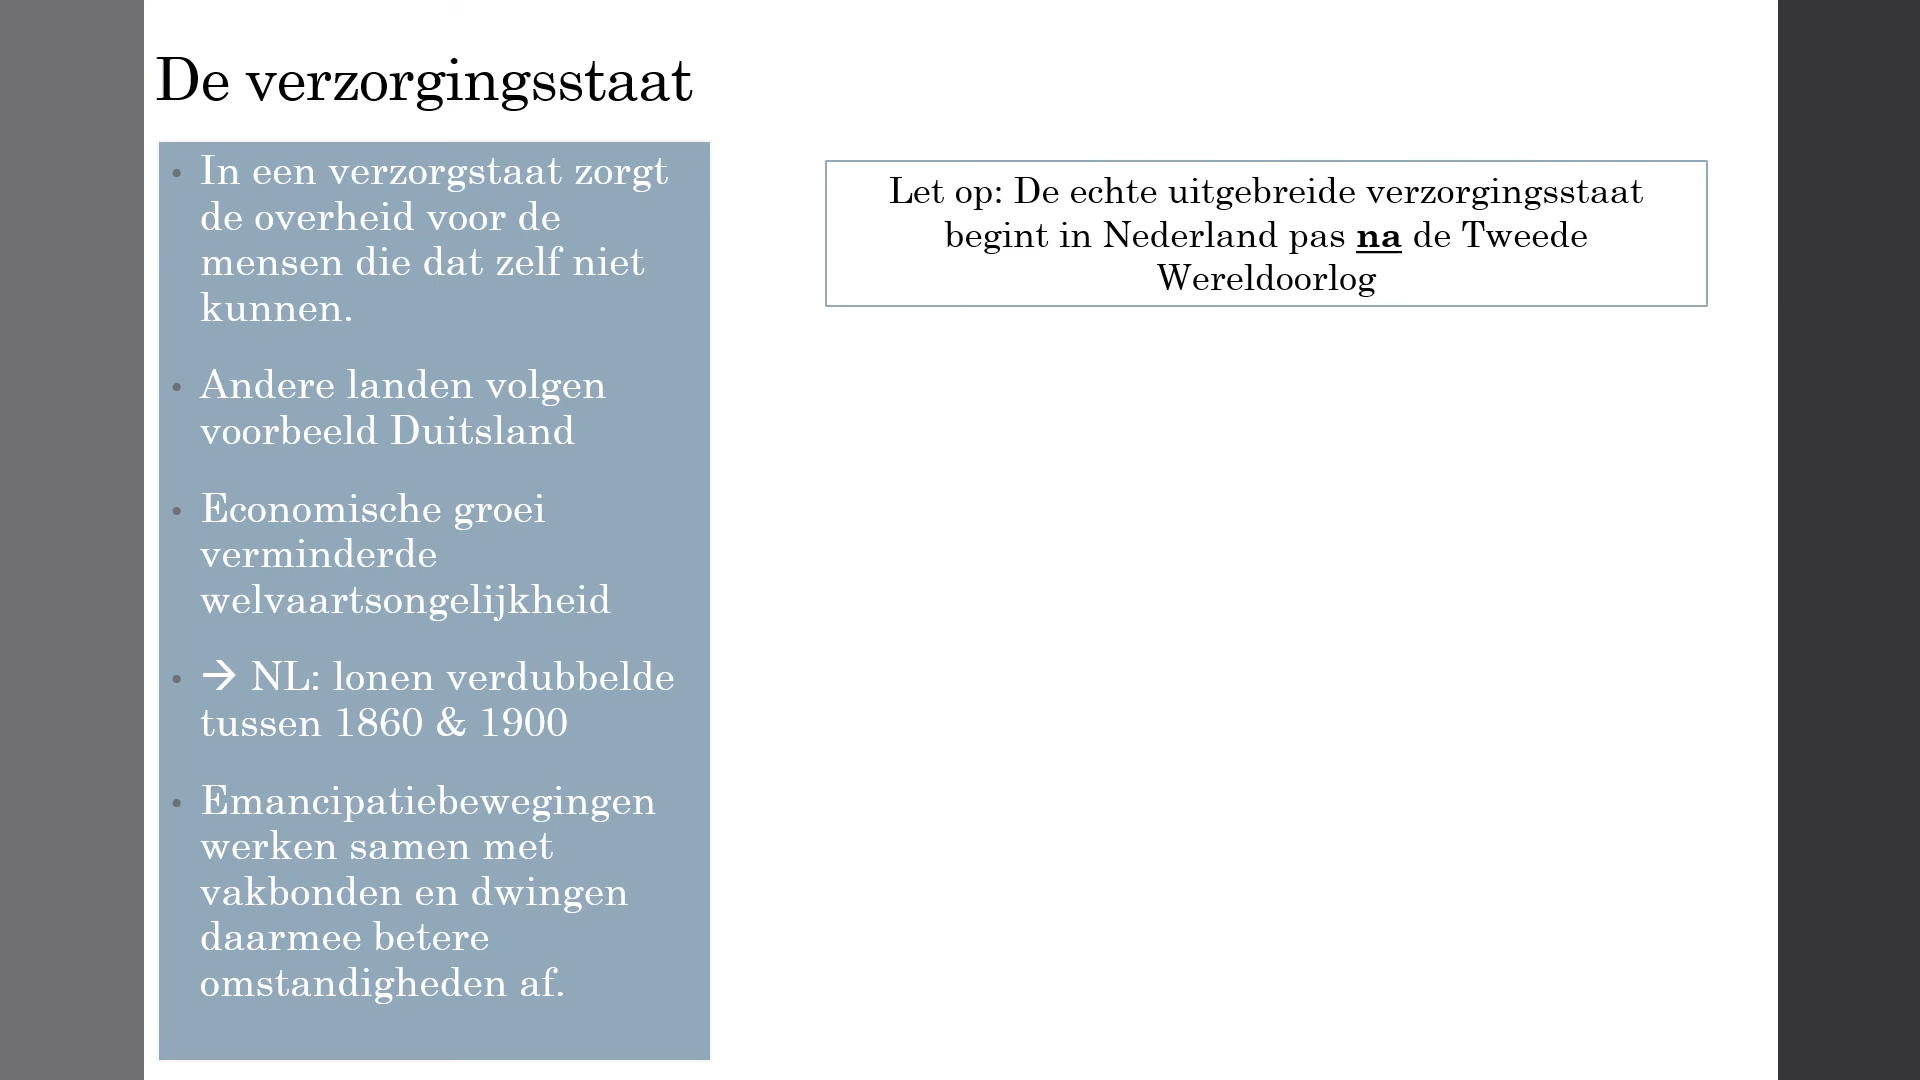 De verzorgingsstaat
• In een verzorgstaat zorgt
de overheid voor de
mensen die dat zelf niet
kunnen.
• Andere landen volgen
voorbeeld Duitsland
• Economische groei
verminderde
welvaartsongelijkheid
• → NL: lonen verdubbelde
tussen 1860 & 1900
• Emancipatiebewegingen
werken samen met
vakbonden en dwingen
daarmee betere
omstandigheden af.
Let op: De echte uitgebreide verzorgingsstaat
begint in Nederland pas na de Tweede
Wereldoorlog